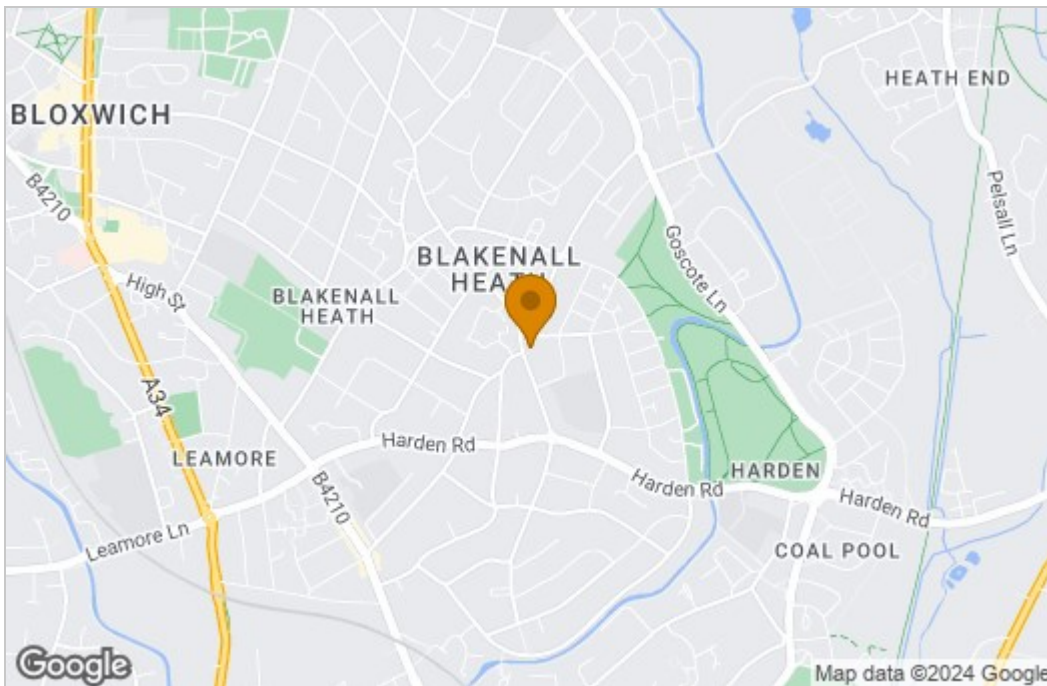 HEATH END
BLOXWICH
B4210
Pelsall Ln
Goscote Ln
BLAKENALL
HEATH
High St
BLAKENALL
HEATH
A34
Harden Rd
LEAMORE
B4210
HARDEN
Harden Rd
Harden Rd
Leamore Ln
COAL POOL
Google
Map data ©2024 Google